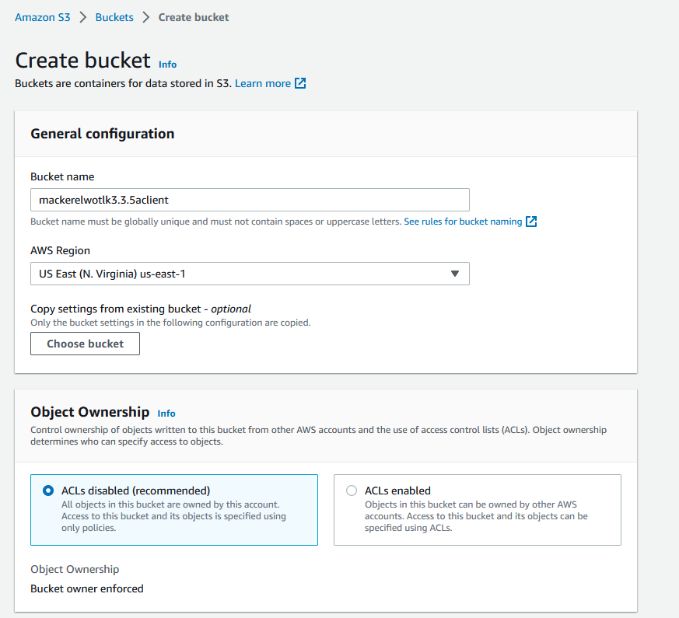 Amazon S3 > Buckets > Create bucket
Create bucket Info
Buckets are containers for data stored in S3. Learn more
General configuration
Bucket name
mackerelwotlk3.3.5aclient
Bucket name must be globally unique and must not contain spaces or uppercase letters. See rules for bucket naming
AWS Region
US East (N. Virginia) us-east-1
Copy settings from existing bucket - optional
Only the bucket settings in the following configuration are copied.
Choose bucket
Object Ownership Info
Control ownership of objects written to this bucket from other AWS accounts and the use of access control lists (ACLs). Object ownership
determines who can specify access to objects.
ACLs disabled (recommended)
All objects in this bucket are owned by this account.
Access to this bucket and its objects is specified using
only policies.
ACLs enabled
Objects in this bucket can be owned by other AWS
accounts. Access to this bucket and its objects can be
specified using ACLs.
Object Ownership
Bucket owner enforced